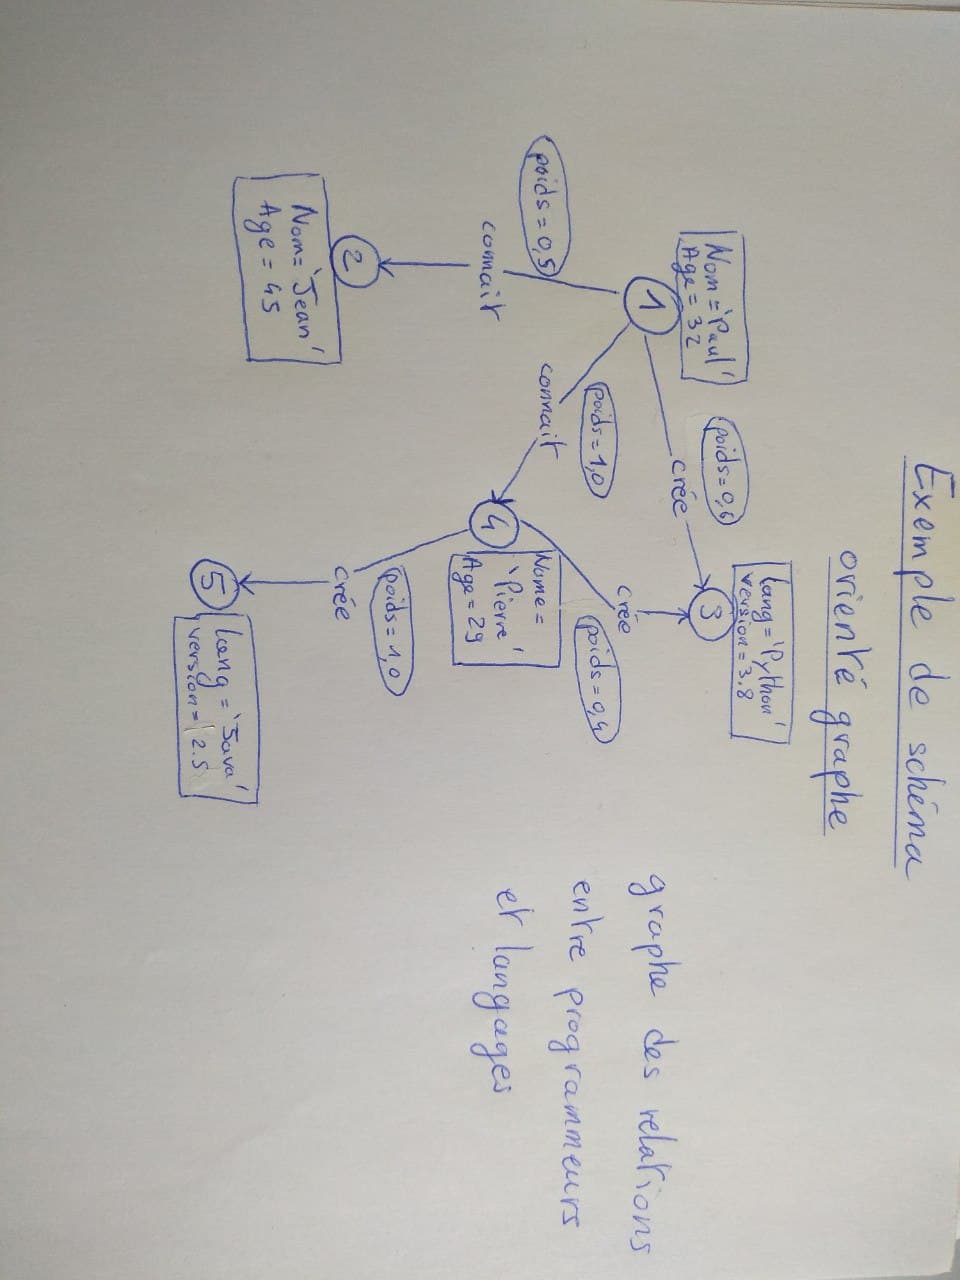 Exemple de schéma
orienté graphe
Nom = 'Paul'
Age = 32
1
poids = 0,5
connait
2
Nom= 'Jean'
Age = 45
poids = 1,0
connait
poids = 0,6
crée
3
lang = 'Python'
version = 3.8
4
Nome =
'Pierre'
Age = 29
crée
poids = 0,4
crée
poids = 1,0
5
lang = 'Java'
version = 2.5
graphe des relations
entre programmeurs
et langages